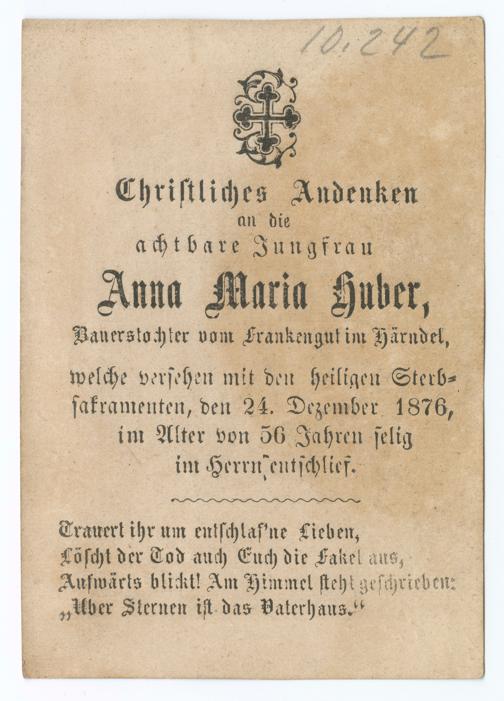 10.242
Christliches Andenken
an die
achtbare Jungfrau
Anna Maria Huber,
Bauerstochter vom Frankengut im Härndel,
welche versehen mit den heiligen Sterb=
sakramenten, den 24. Dezember 1876,
im Alter von 56 Jahren selig
im Herrn entschlief.
Trauert ihr um entschlaf'ne Lieben,
Löscht der Tod auch Euch die Fakel aus,
Aufwärts blickt! Am Himmel steht geschrieben:
„Uber Sternen ist das Vaterhaus.“